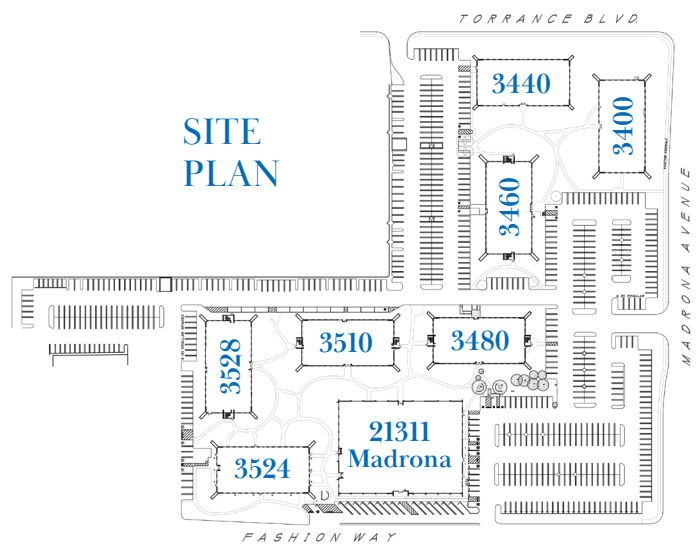 TORRANCE BLVD.
3440
3400
SITE
PLAN
3460
MADRONA AVENUE
3528
3510
3480
21311
Madrona
3524
FASHION WAY